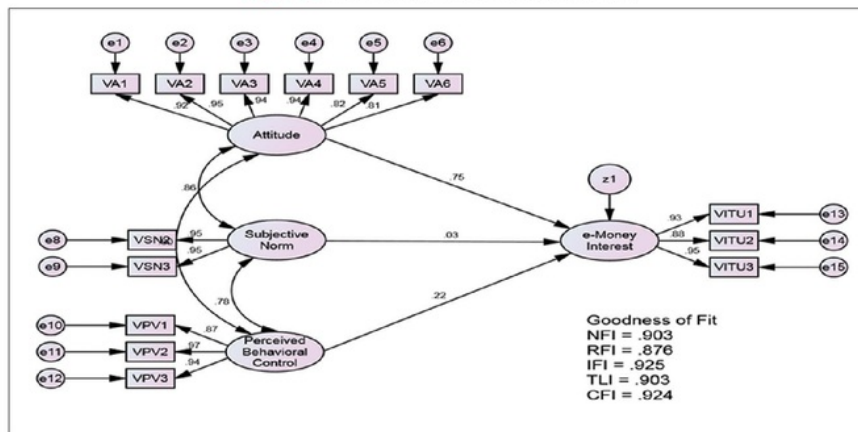 e1 e2 e3 e4 e5 e6
VA1 VA2 VA3 VA4 VA5 VA6
.92 .95 .94 .94 .82 .81
Attitude
.75
z1
.86
e8 VSN2 .95
Subjective
Norm
.03
e-Money
Interest
.93 VITU1 e13
.88 VITU2 e14
.95 VITU3 e15
e9 VSN3 .95
.78
.22
e10 VPV1 .87
e11 VPV2 .97
e12 VPV3 .94
Perceived
Behavioral
Control
Goodness of Fit
NFI = .903
RFI = .876
IFI = .925
TLI = .903
CFI = .924